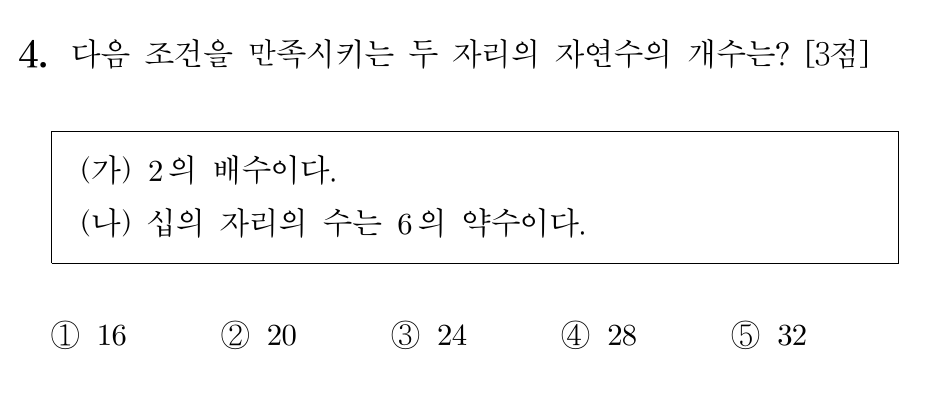 4. 다음 조건을 만족시키는 두 자리의 자연수의 개수는? [3점]
(가) 2의 배수이다.
(나) 십의 자리의 수는 6의 약수이다.
① 16 ② 20 ③ 24 ④ 28 ⑤ 32